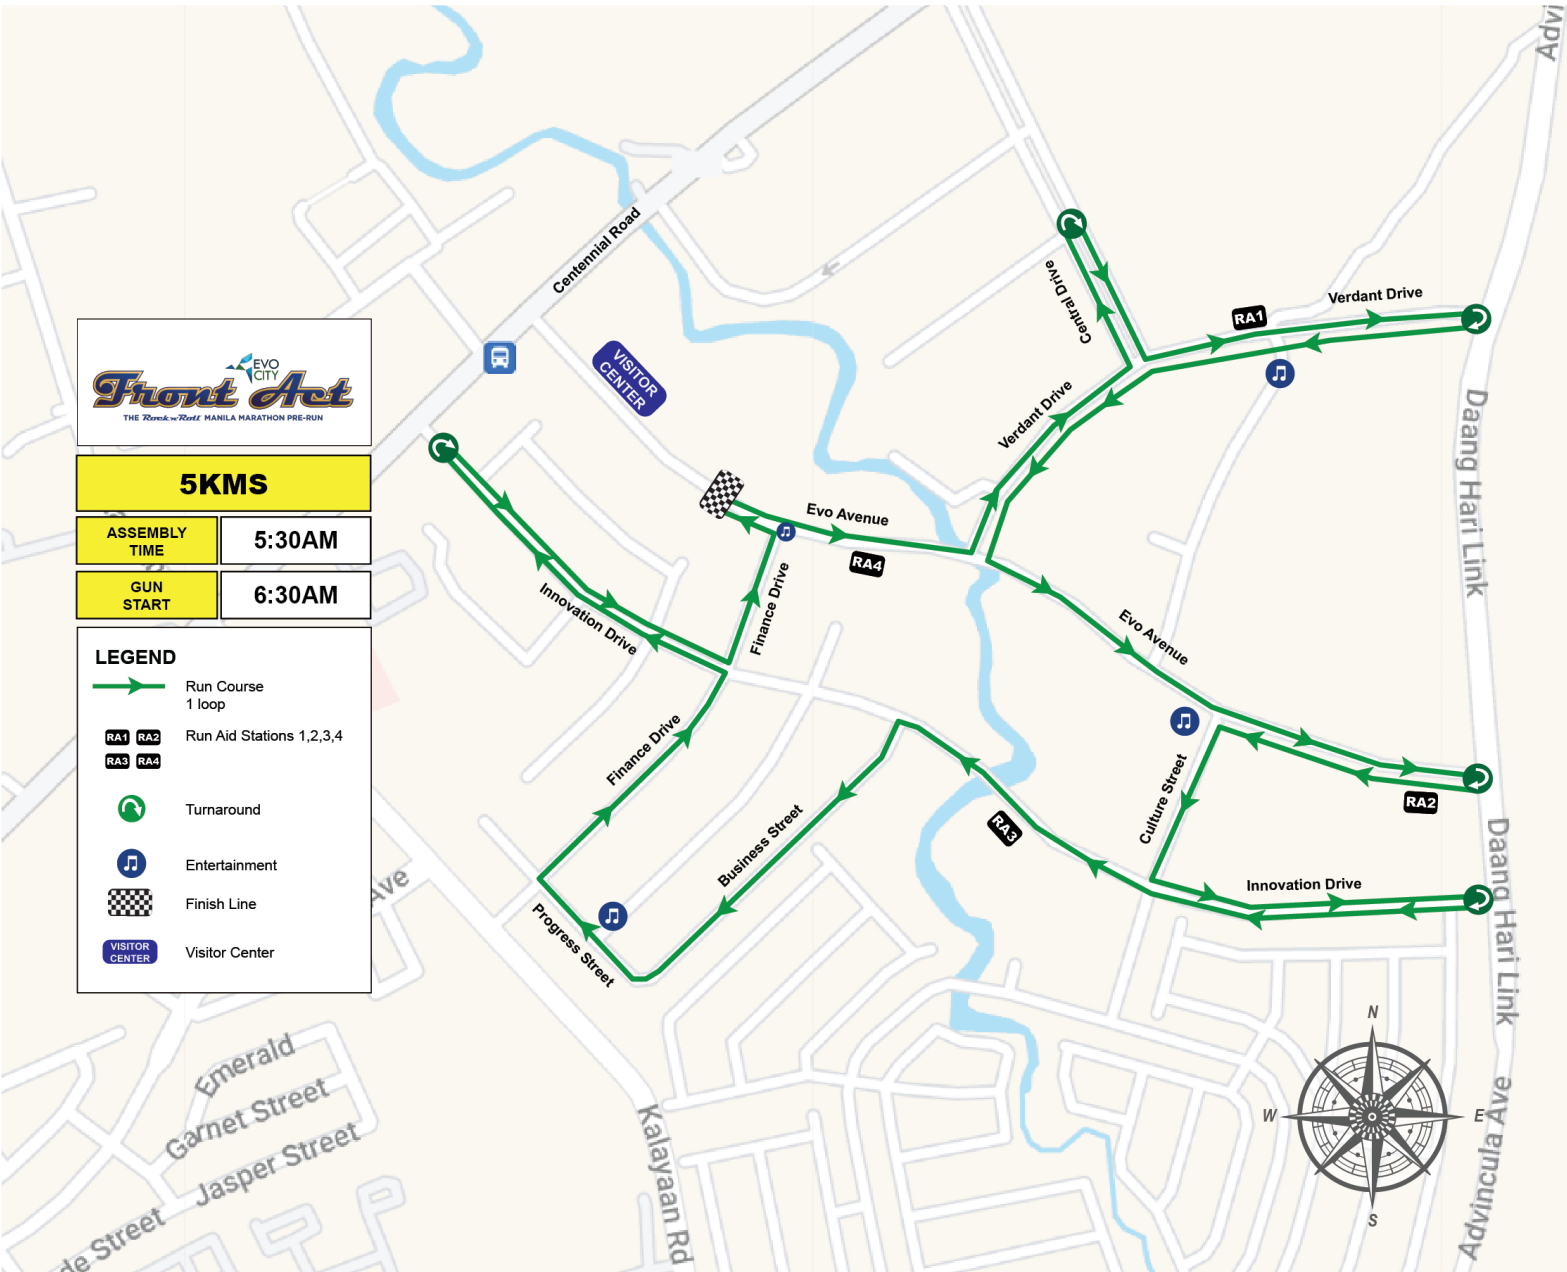 Advi
Centennial Road
VISITOR
CENTER
Central Drive
RA1
Verdant Drive
Verdant Drive
Daang Hari Link
EVO
CITY
Front Act
THE Rock'n'Roll MANILA MARATHON PRE-RUN
5KMS
ASSEMBLY
TIME
5:30AM
GUN
START
6:30AM
LEGEND
Run Course
1 loop
RA1 RA2
RA3 RA4
Run Aid Stations 1,2,3,4
Turnaround
Entertainment
Finish Line
VISITOR
CENTER
Visitor Center
Evo Avenue
RA4
Finance Drive
Innovation Drive
Evo Avenue
Finance Drive
Culture Street
RA2
RA3
Business Street
Innovation Drive
Progress Street
Daang Hari Link
Ave
Emerald
Garnet Street
Jasper Street
de Street
Kalayaan Rd
N
W
E
S
Advincula Ave